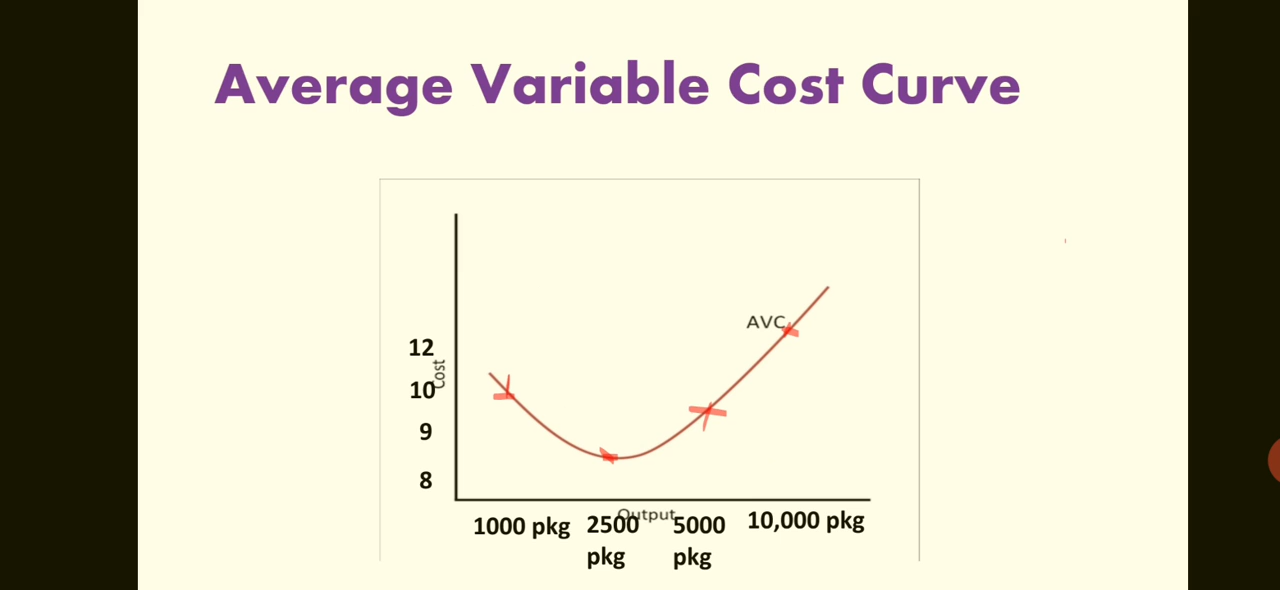 Average Variable Cost Curve
AVC
12
Cost
10
9
8
Output
1000 pkg
2500
pkg
5000
pkg
10,000 pkg